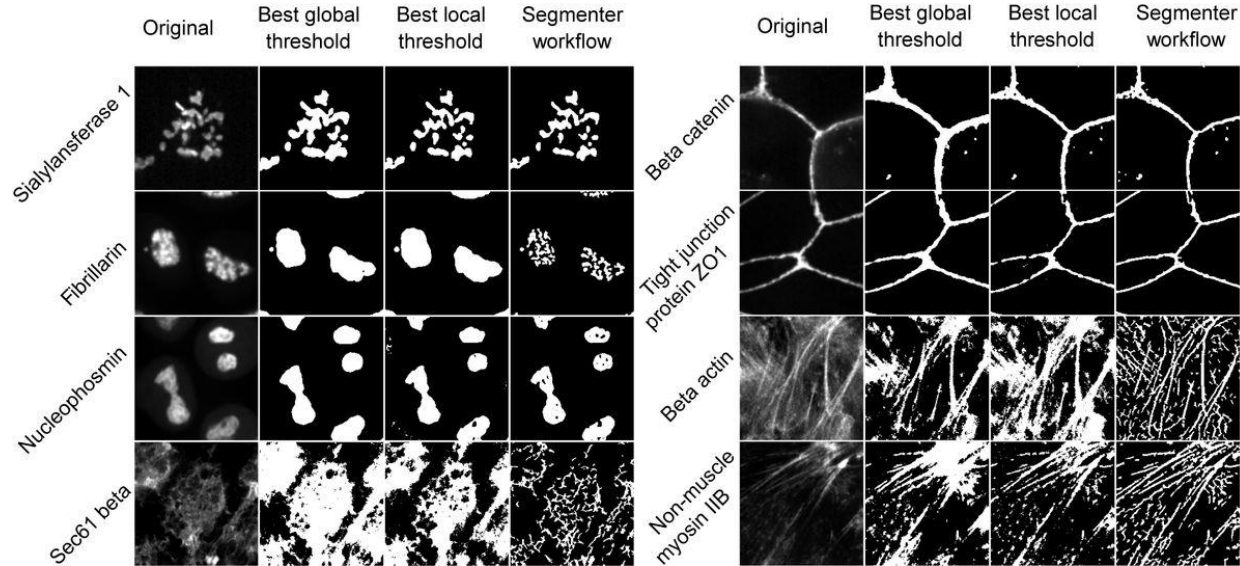 Original
Best global
threshold
Best local
threshold
Segmenter
workflow
Sialylansferase 1
Fibrillarin
Nucleophosmin
Sec61 beta
Original
Best global
threshold
Best local
threshold
Segmenter
workflow
Beta catenin
Tight junction
protein ZO1
Beta actin
Non-muscle
myosin IIB